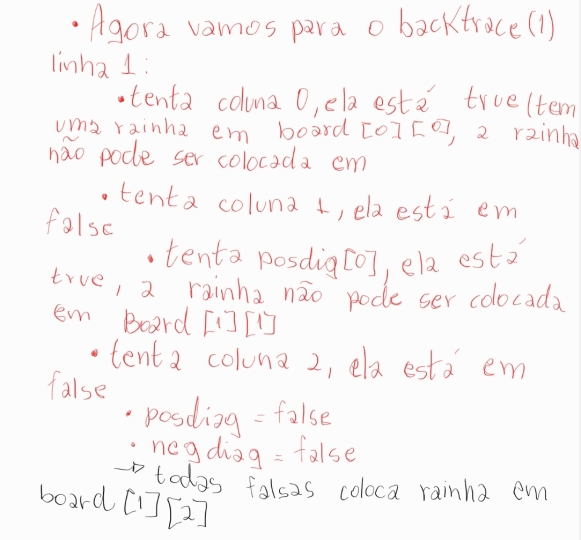 • Agora vamos para o backtrace(1)
linha 1:
• tenta coluna 0, ela está true (tem
uma rainha em board [0][0], a rainha
não pode ser colocada em
• tenta coluna 1, ela está em
false
• tenta posdig[0], ela está
true, a rainha não pode ser colocada
em Board [1][1]
• tenta coluna 2, ela está em
false
• posdiag = false
• negdiag = false
→ todas falsas coloca rainha em
board [1][2]